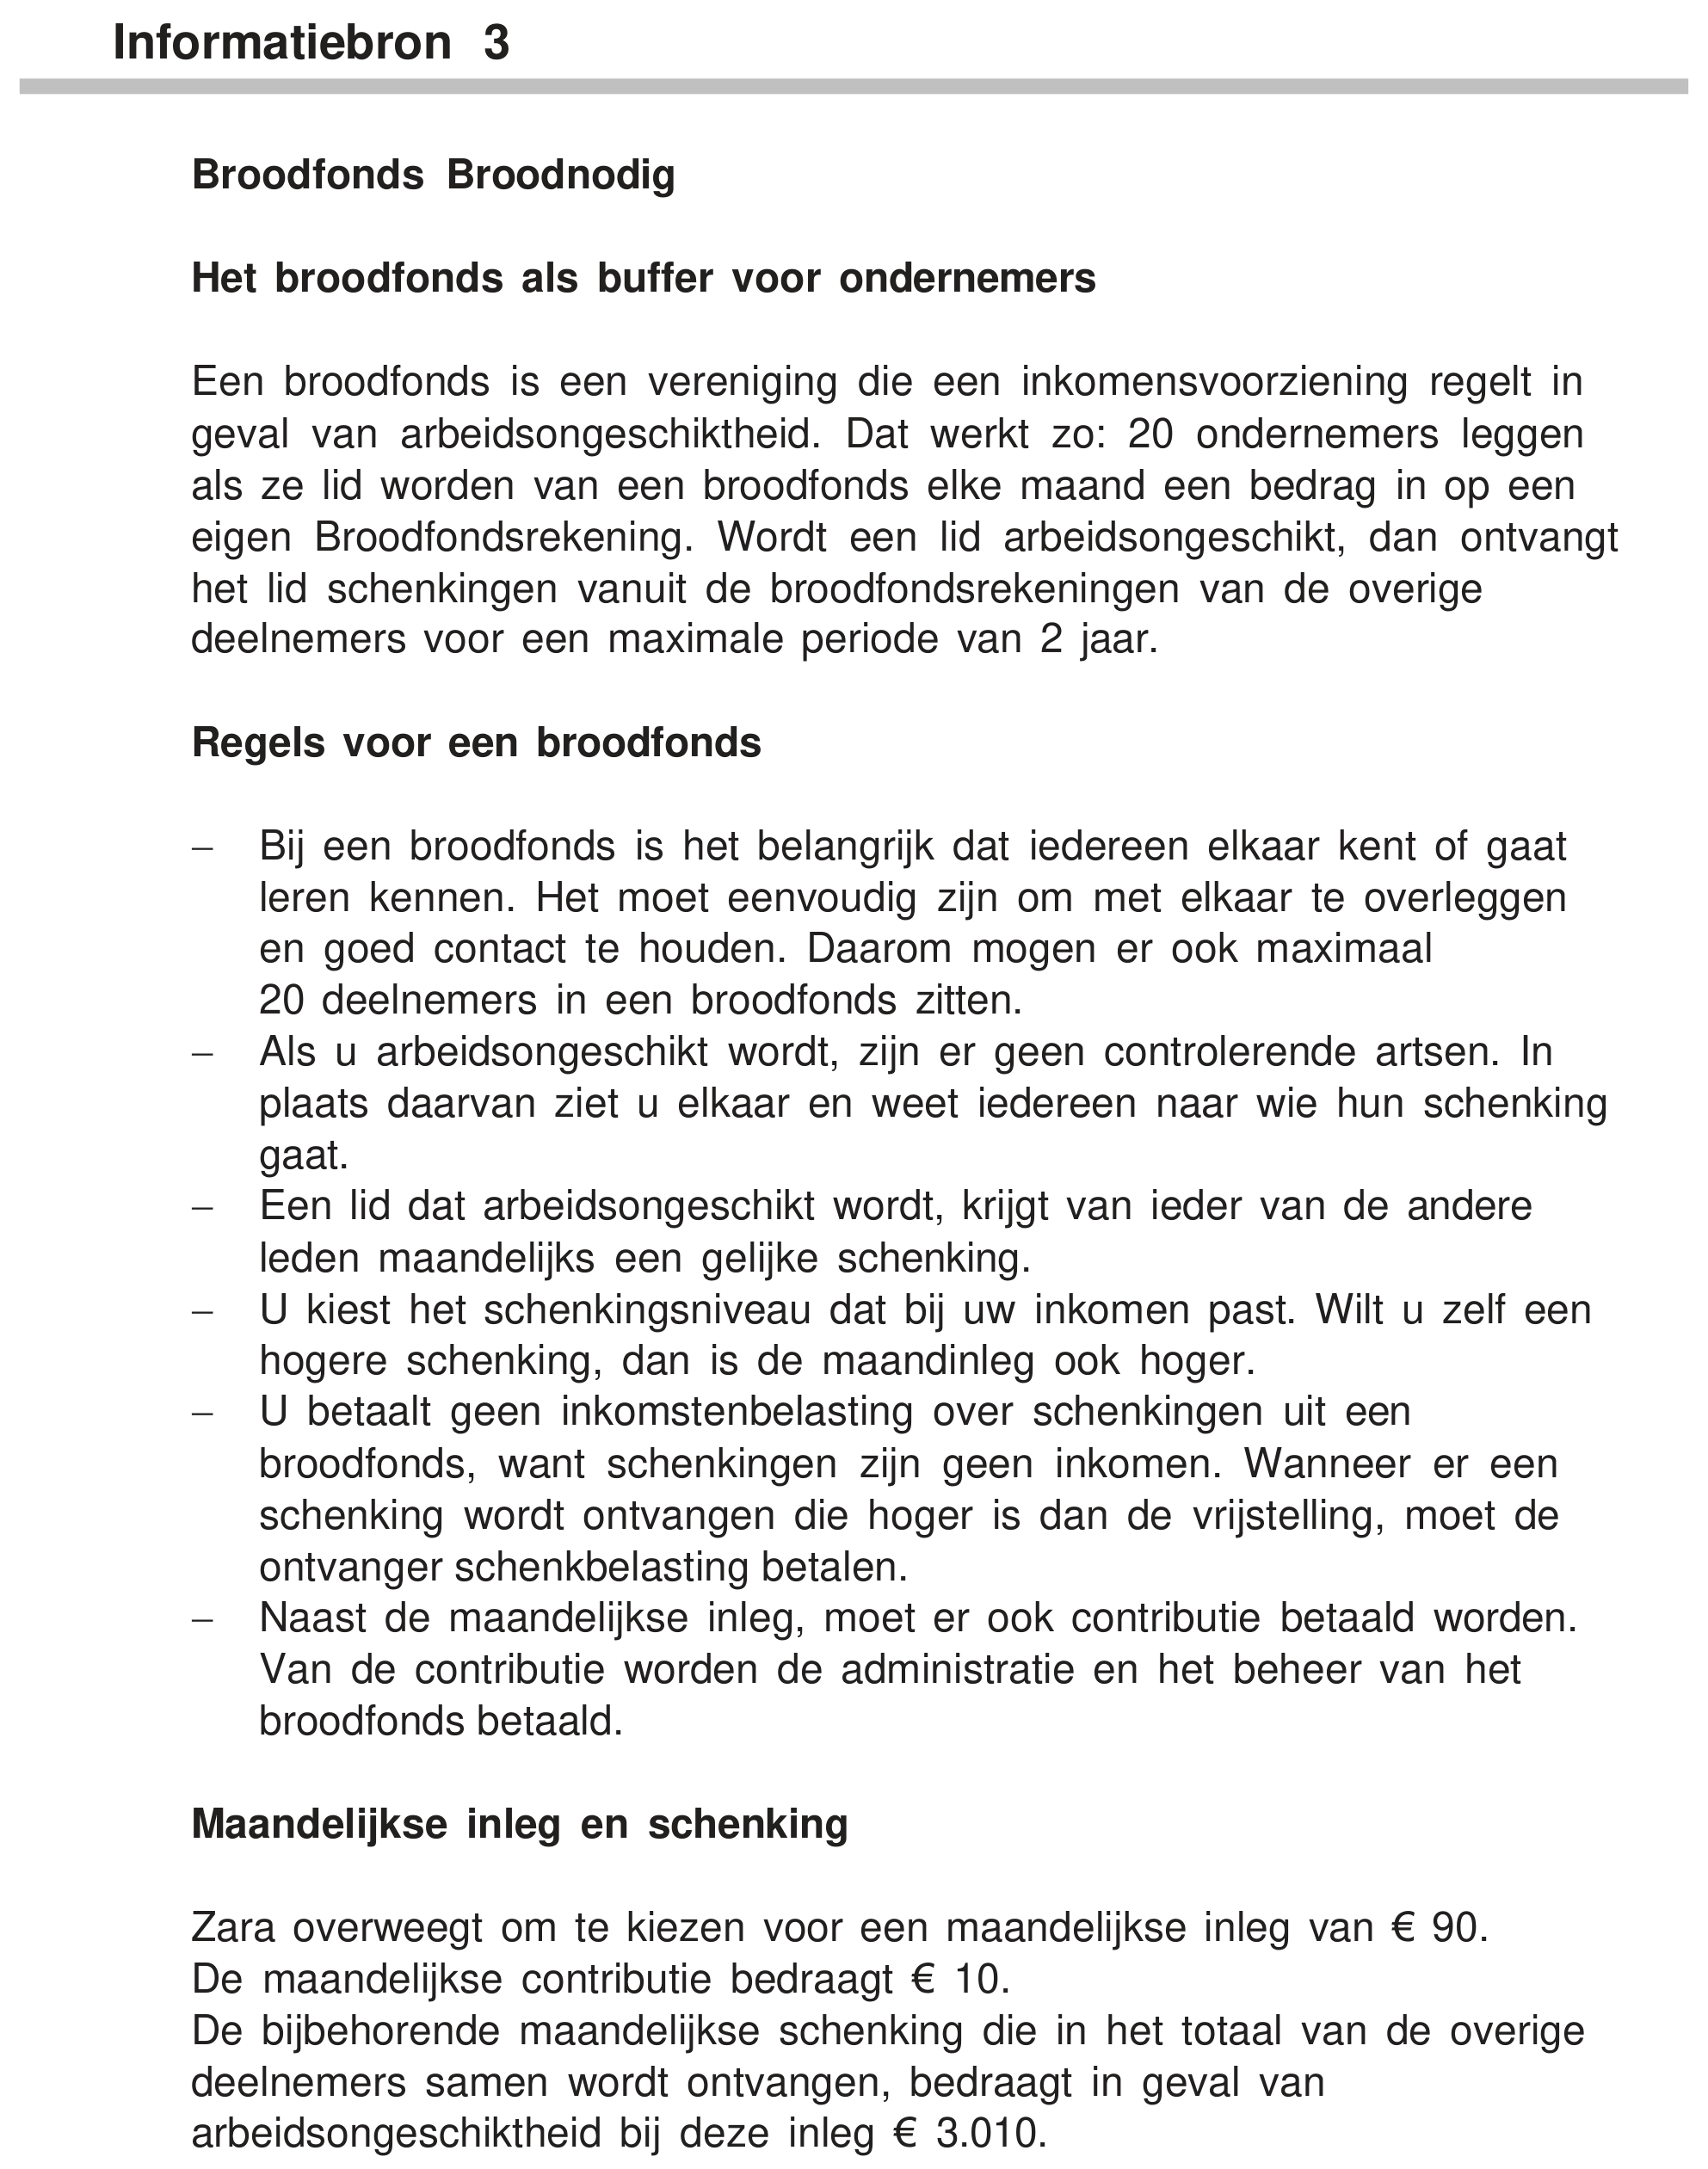 Informatiebron 3
Broodfonds Broodnodig
Het broodfonds als buffer voor ondernemers
Een broodfonds is een vereniging die een inkomensvoorziening regelt in
geval van arbeidsongeschiktheid. Dat werkt zo: 20 ondernemers leggen
als ze lid worden van een broodfonds elke maand een bedrag in op een
eigen Broodfondsrekening. Wordt een lid arbeidsongeschikt, dan ontvangt
het lid schenkingen vanuit de broodfondsrekeningen van de overige
deelnemers voor een maximale periode van 2 jaar.
Regels voor een broodfonds
– Bij een broodfonds is het belangrijk dat iedereen elkaar kent of gaat
leren kennen. Het moet eenvoudig zijn om met elkaar te overleggen
en goed contact te houden. Daarom mogen er ook maximaal
20 deelnemers in een broodfonds zitten.
– Als u arbeidsongeschikt wordt, zijn er geen controlerende artsen. In
plaats daarvan ziet u elkaar en weet iedereen naar wie hun schenking
gaat.
– Een lid dat arbeidsongeschikt wordt, krijgt van ieder van de andere
leden maandelijks een gelijke schenking.
– U kiest het schenkingsniveau dat bij uw inkomen past. Wilt u zelf een
hogere schenking, dan is de maandinleg ook hoger.
– U betaalt geen inkomstenbelasting over schenkingen uit een
broodfonds, want schenkingen zijn geen inkomen. Wanneer er een
schenking wordt ontvangen die hoger is dan de vrijstelling, moet de
ontvanger schenkbelasting betalen.
– Naast de maandelijkse inleg, moet er ook contributie betaald worden.
Van de contributie worden de administratie en het beheer van het
broodfonds betaald.
Maandelijkse inleg en schenking
Zara overweegt om te kiezen voor een maandelijkse inleg van € 90.
De maandelijkse contributie bedraagt € 10.
De bijbehorende maandelijkse schenking die in het totaal van de overige
deelnemers samen wordt ontvangen, bedraagt in geval van
arbeidsongeschiktheid bij deze inleg € 3.010.